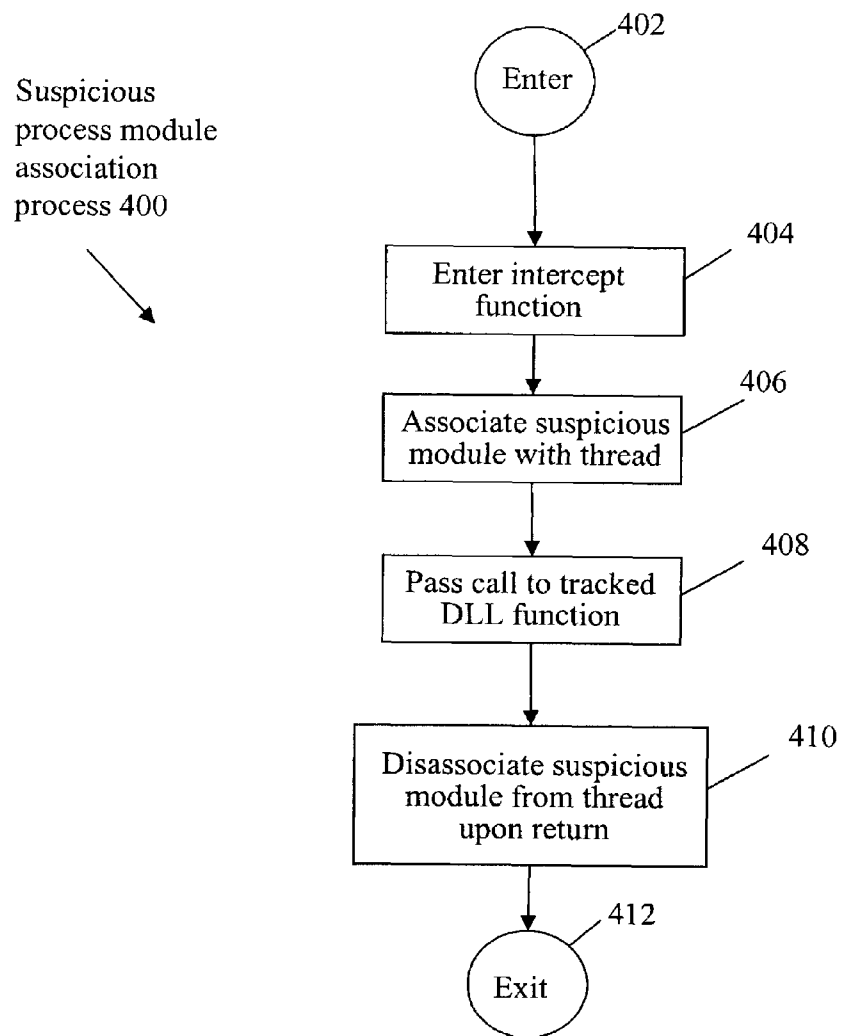 402
Enter
Suspicious
process module
association
process 400
404
Enter intercept
function
406
Associate suspicious
module with thread
408
Pass call to tracked
DLL function
410
Disassociate suspicious
module from thread
upon return
412
Exit